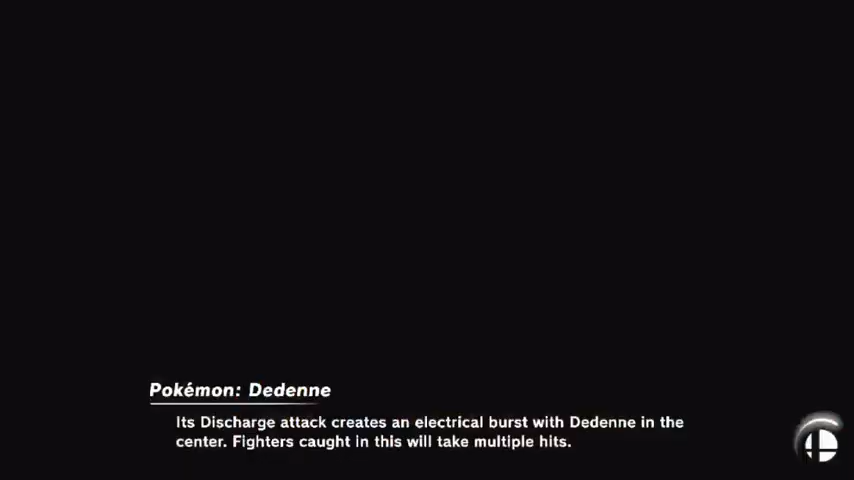 Pokémon: Dedenne
Its Discharge attack creates an electrical burst with Dedenne in the
center. Fighters caught in this will take multiple hits.